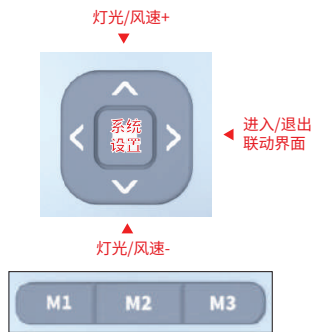 灯光/风速+
系统
设置
进入/退出
联动界面
灯光/风速-
M1 M2 M3